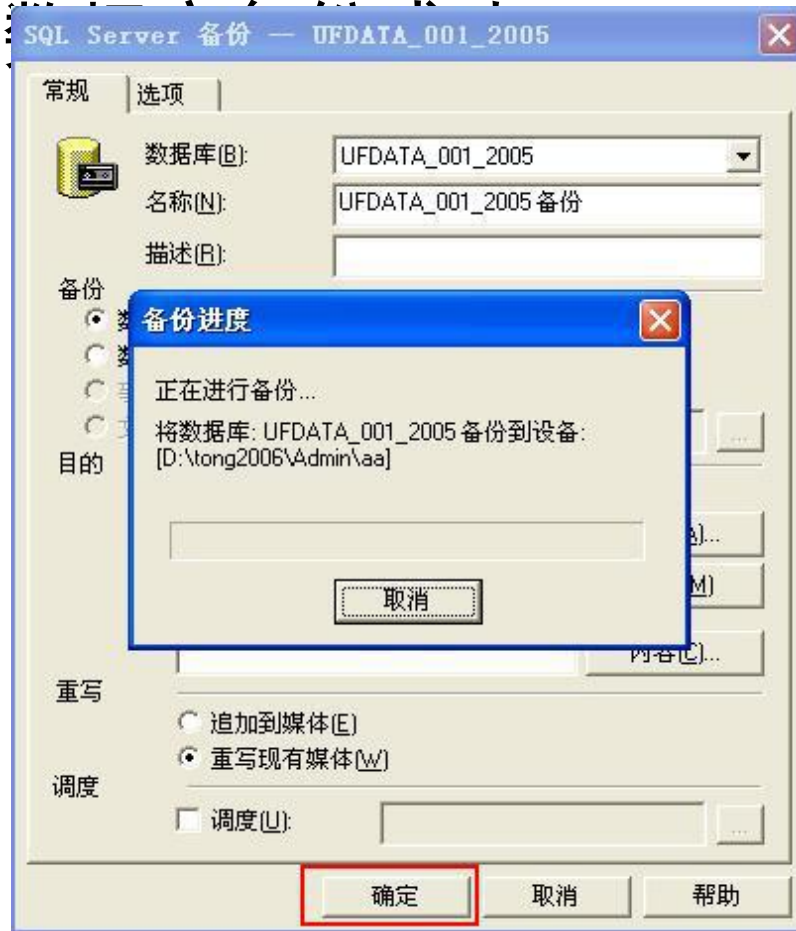 SQL Server 备份 — UFDATA_001_2005
常规 选项
数据库(B): UFDATA_001_2005
名称(N): UFDATA_001_2005 备份
描述(R):
备份
备份进度
正在进行备份...
将数据库: UFDATA_001_2005 备份到设备:
[D:\tong2006\Admin\aa]
...
目的
A)...
取消
M)
内容(C)...
重写
追加到媒体(E)
重写现有媒体(W)
调度
调度(U): ...
确定 取消 帮助